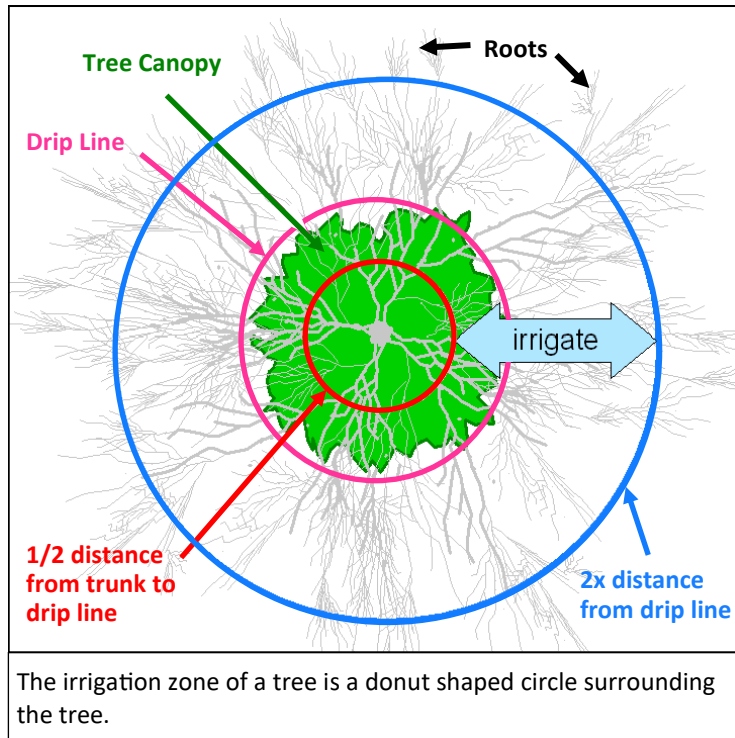 Roots
Tree Canopy
Drip Line
irrigate
1/2 distance
from trunk to
drip line
2x distance
from drip line
The irrigation zone of a tree is a donut shaped circle surrounding
the tree.